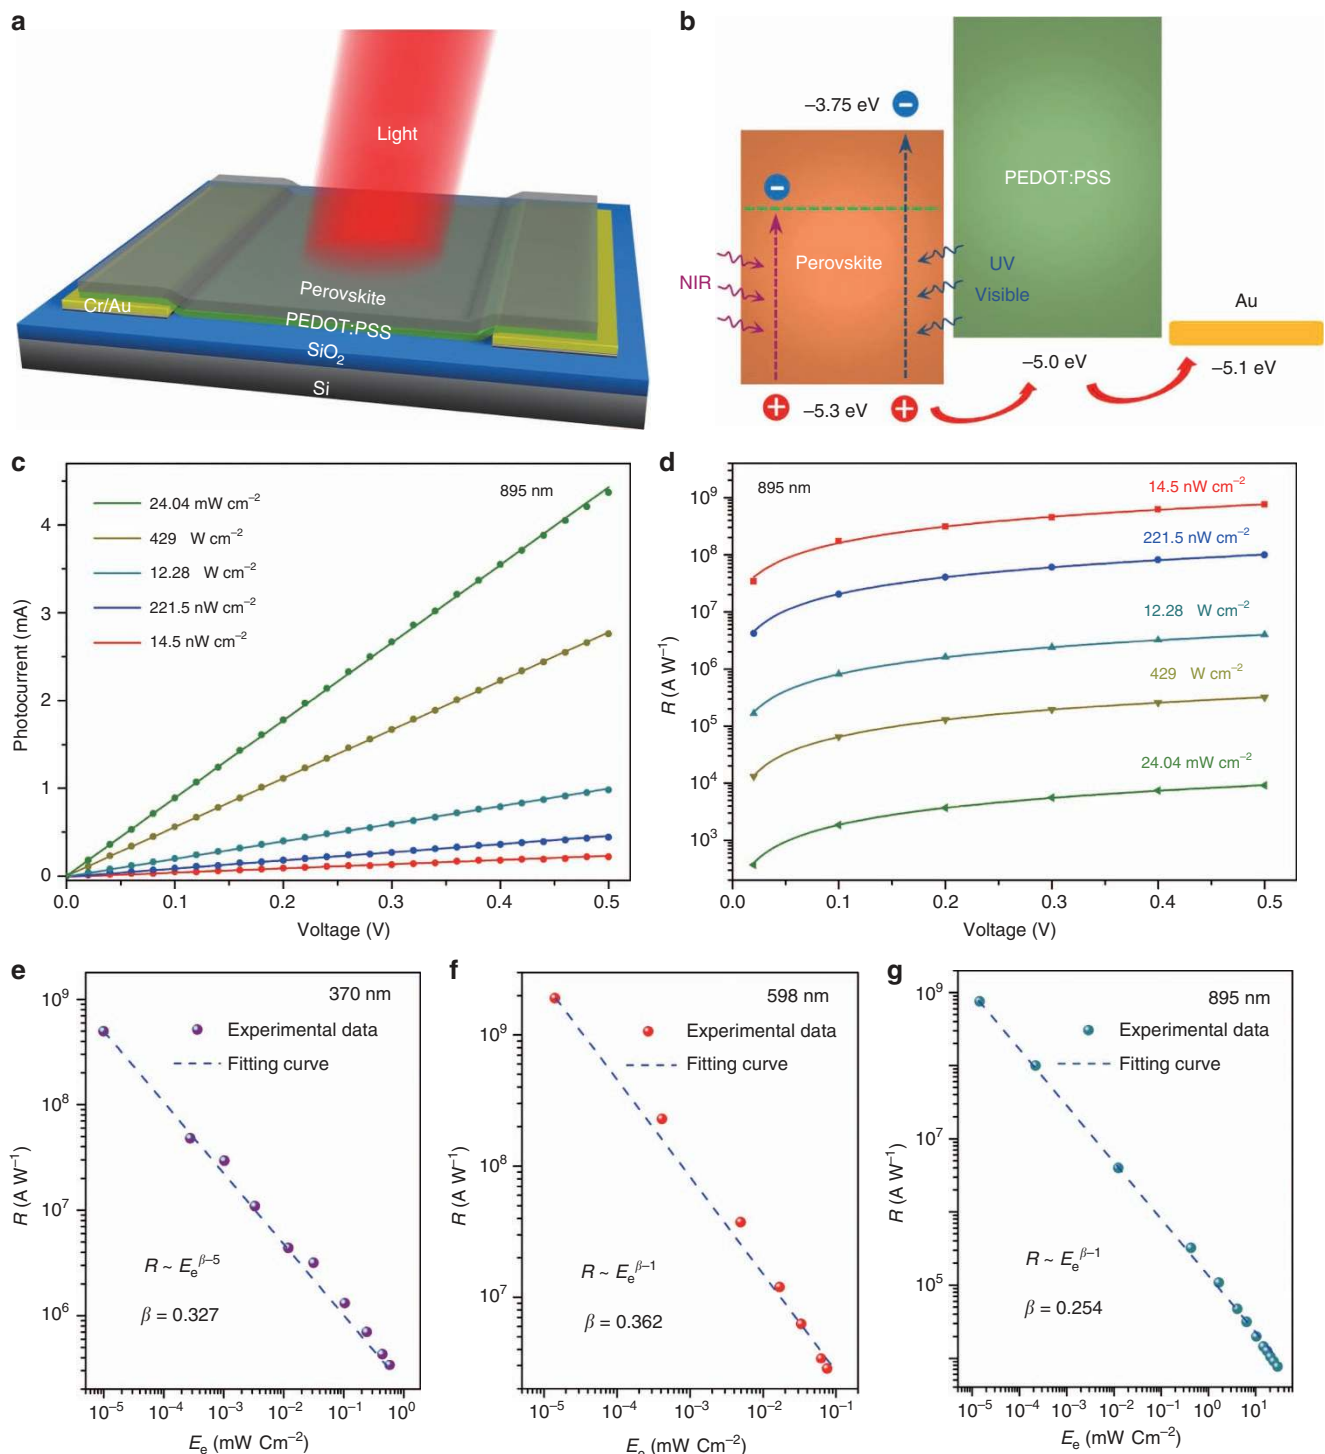 a
Light
Perovskite
Cr/Au
PEDOT:PSS
SiO₂
Si
b
−3.75 eV
PEDOT:PSS
Perovskite
NIR
UV
Visible
Au
−5.0 eV
−5.1 eV
−5.3 eV
c
895 nm
24.04 mW cm⁻²
429 W cm⁻²
12.28 W cm⁻²
221.5 nW cm⁻²
14.5 nW cm⁻²
Photocurrent (mA)
4
3
2
1
0
0.0 0.1 0.2 0.3 0.4 0.5
Voltage (V)
d
895 nm
14.5 nW cm⁻²
221.5 nW cm⁻²
12.28 W cm⁻²
429 W cm⁻²
24.04 mW cm⁻²
R (A W⁻¹)
10⁹
10⁸
10⁷
10⁶
10⁵
10⁴
10³
0.0 0.1 0.2 0.3 0.4 0.5
Voltage (V)
e
370 nm
Experimental data
Fitting curve
R ~ Eₑ^β−5
β = 0.327
R (A W⁻¹)
10⁹
10⁸
10⁷
10⁶
10⁻⁵ 10⁻⁴ 10⁻³ 10⁻² 10⁻¹ 10⁰
Eₑ (mW Cm⁻²)
f
598 nm
Experimental data
Fitting curve
R ~ Eₑ^β−1
β = 0.362
R (A W⁻¹)
10⁹
10⁸
10⁷
10⁻⁵ 10⁻⁴ 10⁻³ 10⁻² 10⁻¹
Eₑ (mW Cm⁻²)
g
895 nm
Experimental data
Fitting curve
R ~ Eₑ^β−1
β = 0.254
R (A W⁻¹)
10⁹
10⁷
10⁵
10⁻⁵ 10⁻⁴ 10⁻³ 10⁻² 10⁻¹ 10⁰ 10¹
Eₑ (mW Cm⁻²)